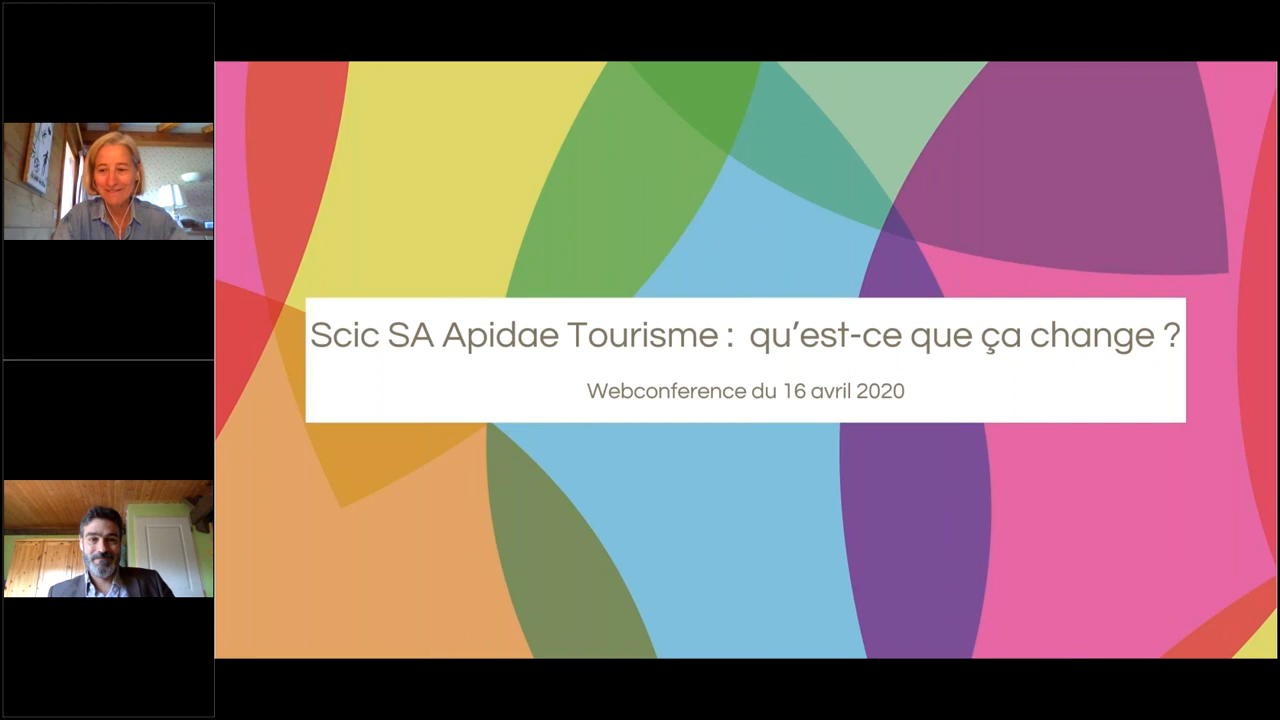 Scic SA Apidae Tourisme :  qu’est-ce que ça change ?
Webconference du 16 avril 2020